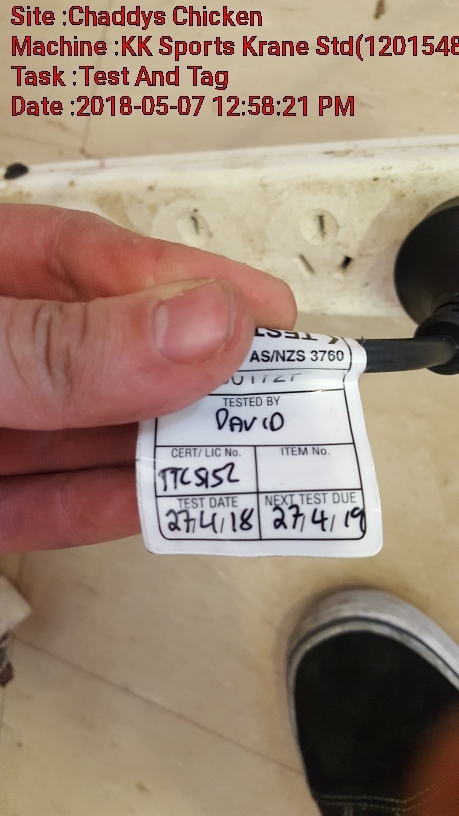 Site :Chaddys Chicken
Machine :KK Sports Krane Std(1201548
Task :Test And Tag
Date :2018-05-07 12:58:21 PM
TEST
AS/NZS 3760
TESTED BY
DAVID
CERT/ LIC No.
ITEM No.
TTCS152
TEST DATE
NEXT TEST DUE
27/4/18
27/4/19